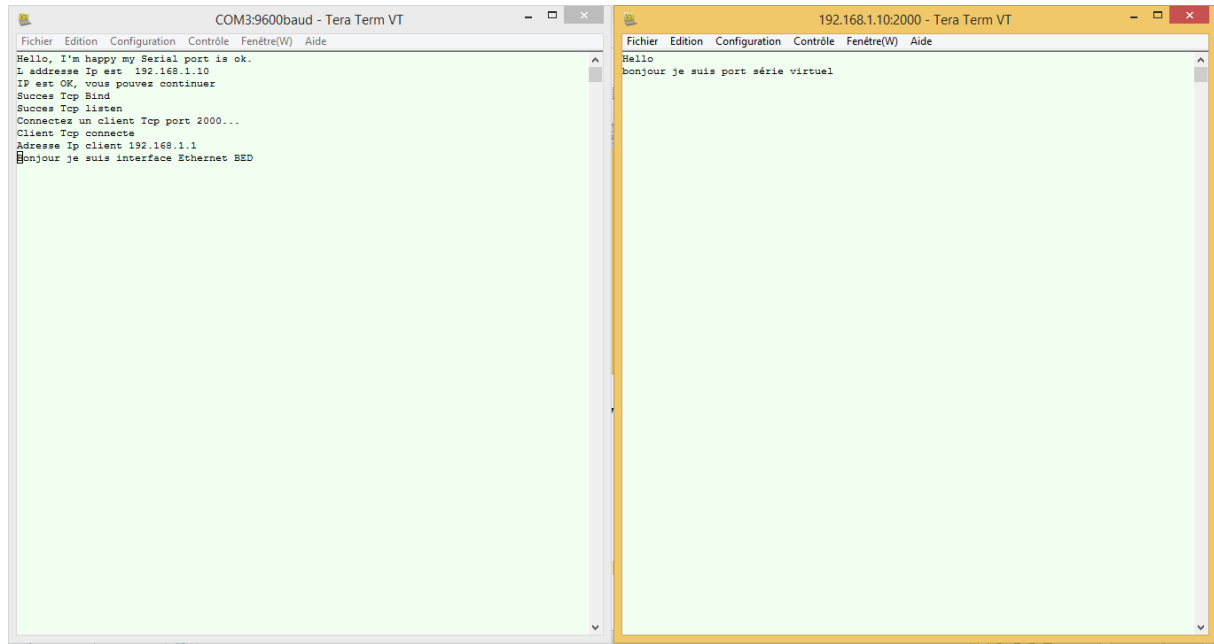 COM3:9600baud - Tera Term VT
Fichier Edition Configuration Contrôle Fenêtre(W) Aide
Hello, I'm happy my Serial port is ok.
L addresse Ip est 192.168.1.10
IP est OK, vous pouvez continuer
Succes Tcp Bind
Succes Tcp listen
Connectez un client Tcp port 2000...
Client Tcp connecte
Adresse Ip client 192.168.1.1
Bonjour je suis interface Ethernet BED
192.168.1.10:2000 - Tera Term VT
Fichier Edition Configuration Contrôle Fenêtre(W) Aide
Hello
bonjour je suis port série virtuel